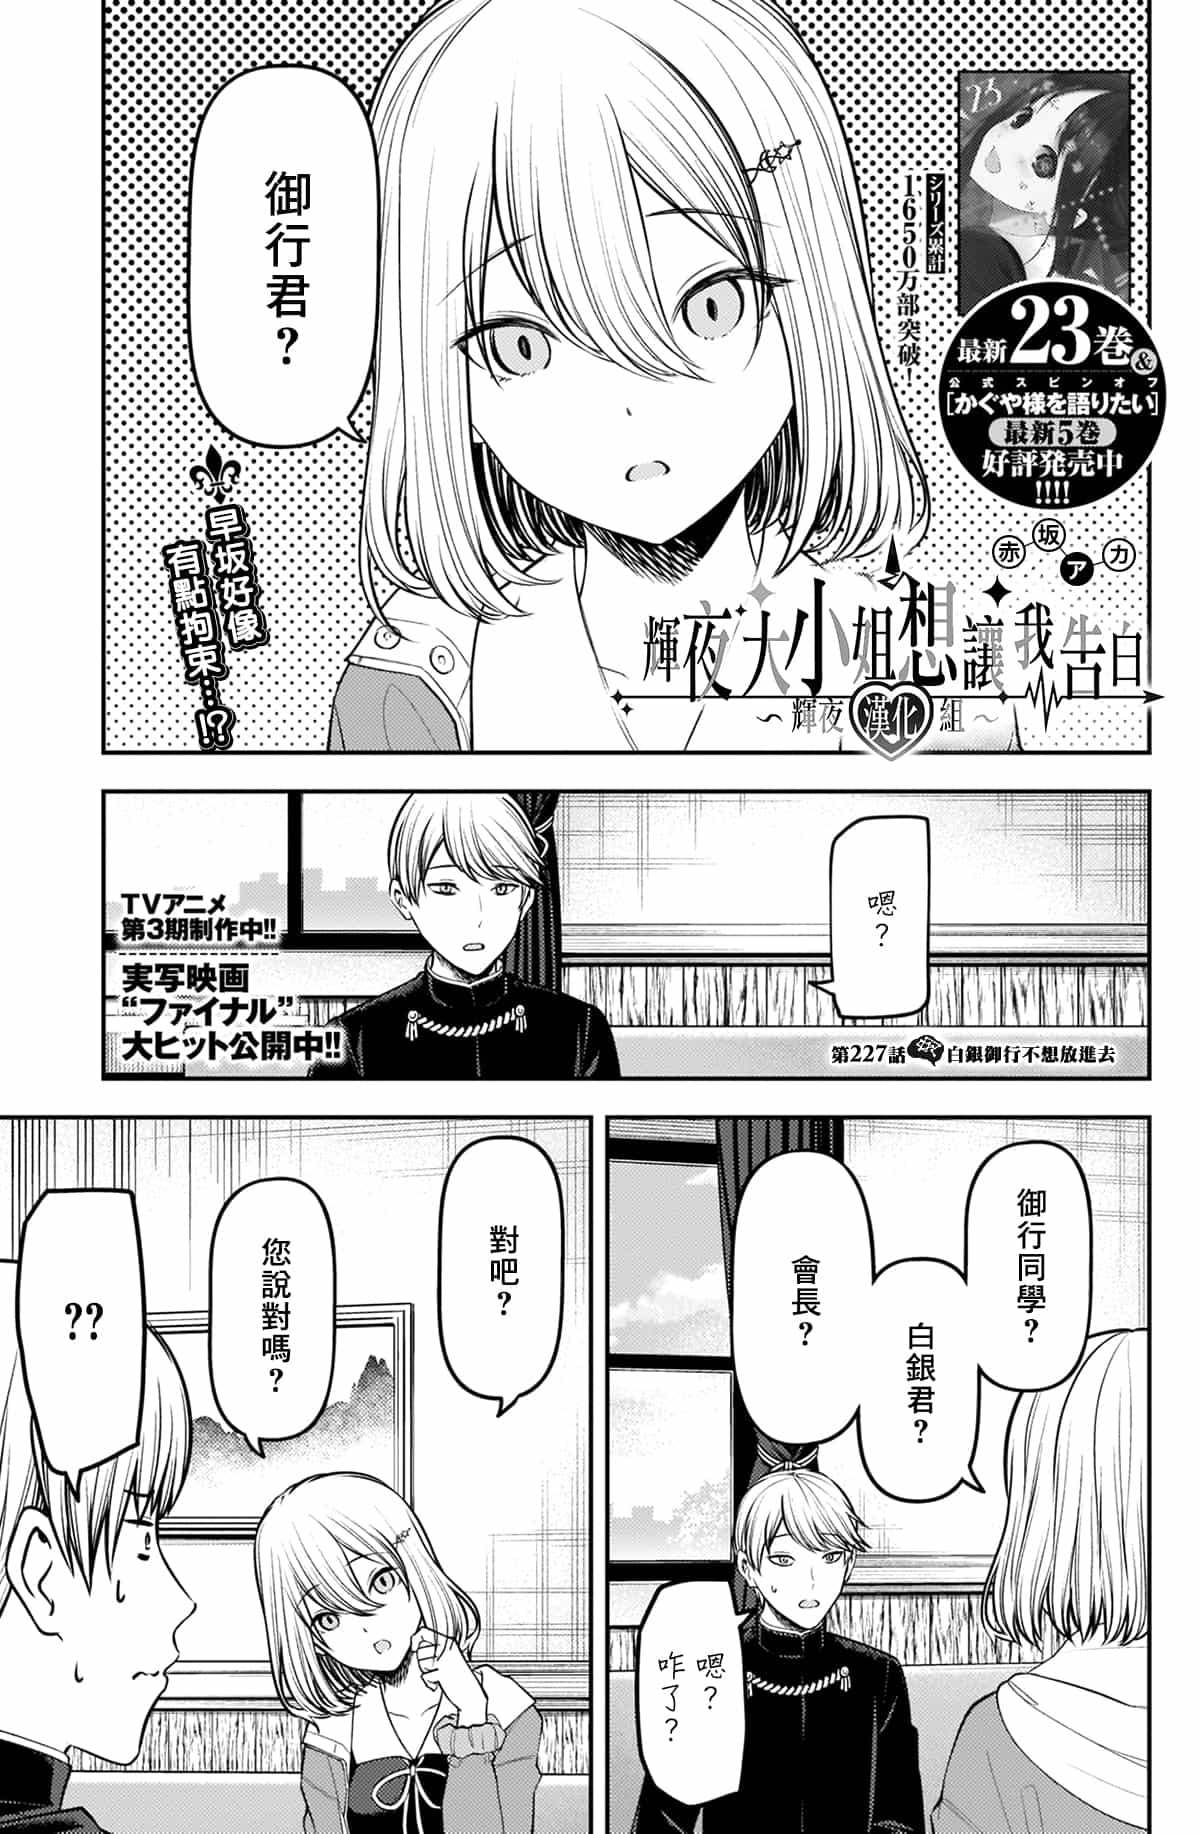 御行君？
シリーズ累計
1650万部突破！
23
最新23巻&
公式スピンオフ
[かぐや様を語りたい]
最新5巻
好評発売中
!!!!
早坂好像
有點拘束…!?
赤坂アカ
輝夜大小姐想讓我告白
～輝夜漢化組～
嗯？
TVアニメ
第3期制作中!!
実写映画
“ファイナル”
大ヒット公開中!!
第227話
白銀御行不想放進去
御行同學？
白銀君？
會長？
嗯？
咋了？
對吧？
您說對嗎？
??